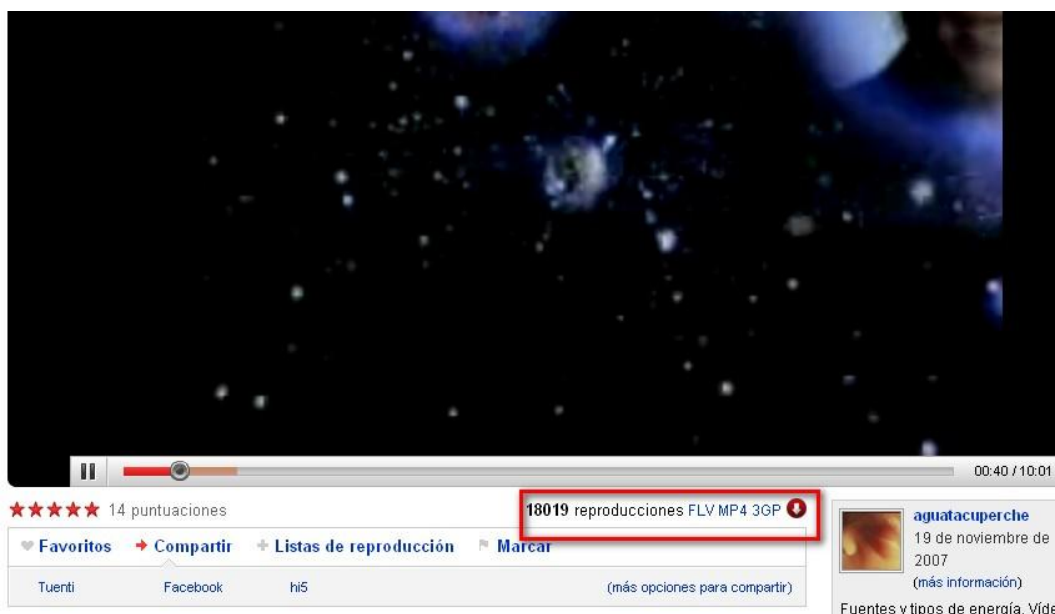 00:40 / 10:01
14 puntuaciones
18019 reproducciones FLV MP4 3GP
Favoritos Compartir Listas de reproducción Marcar
Tuenti Facebook hi5 (más opciones para compartir)
aguatacuperche
19 de noviembre de
2007
(más información)
Fuentes y tipos de energía. Víde